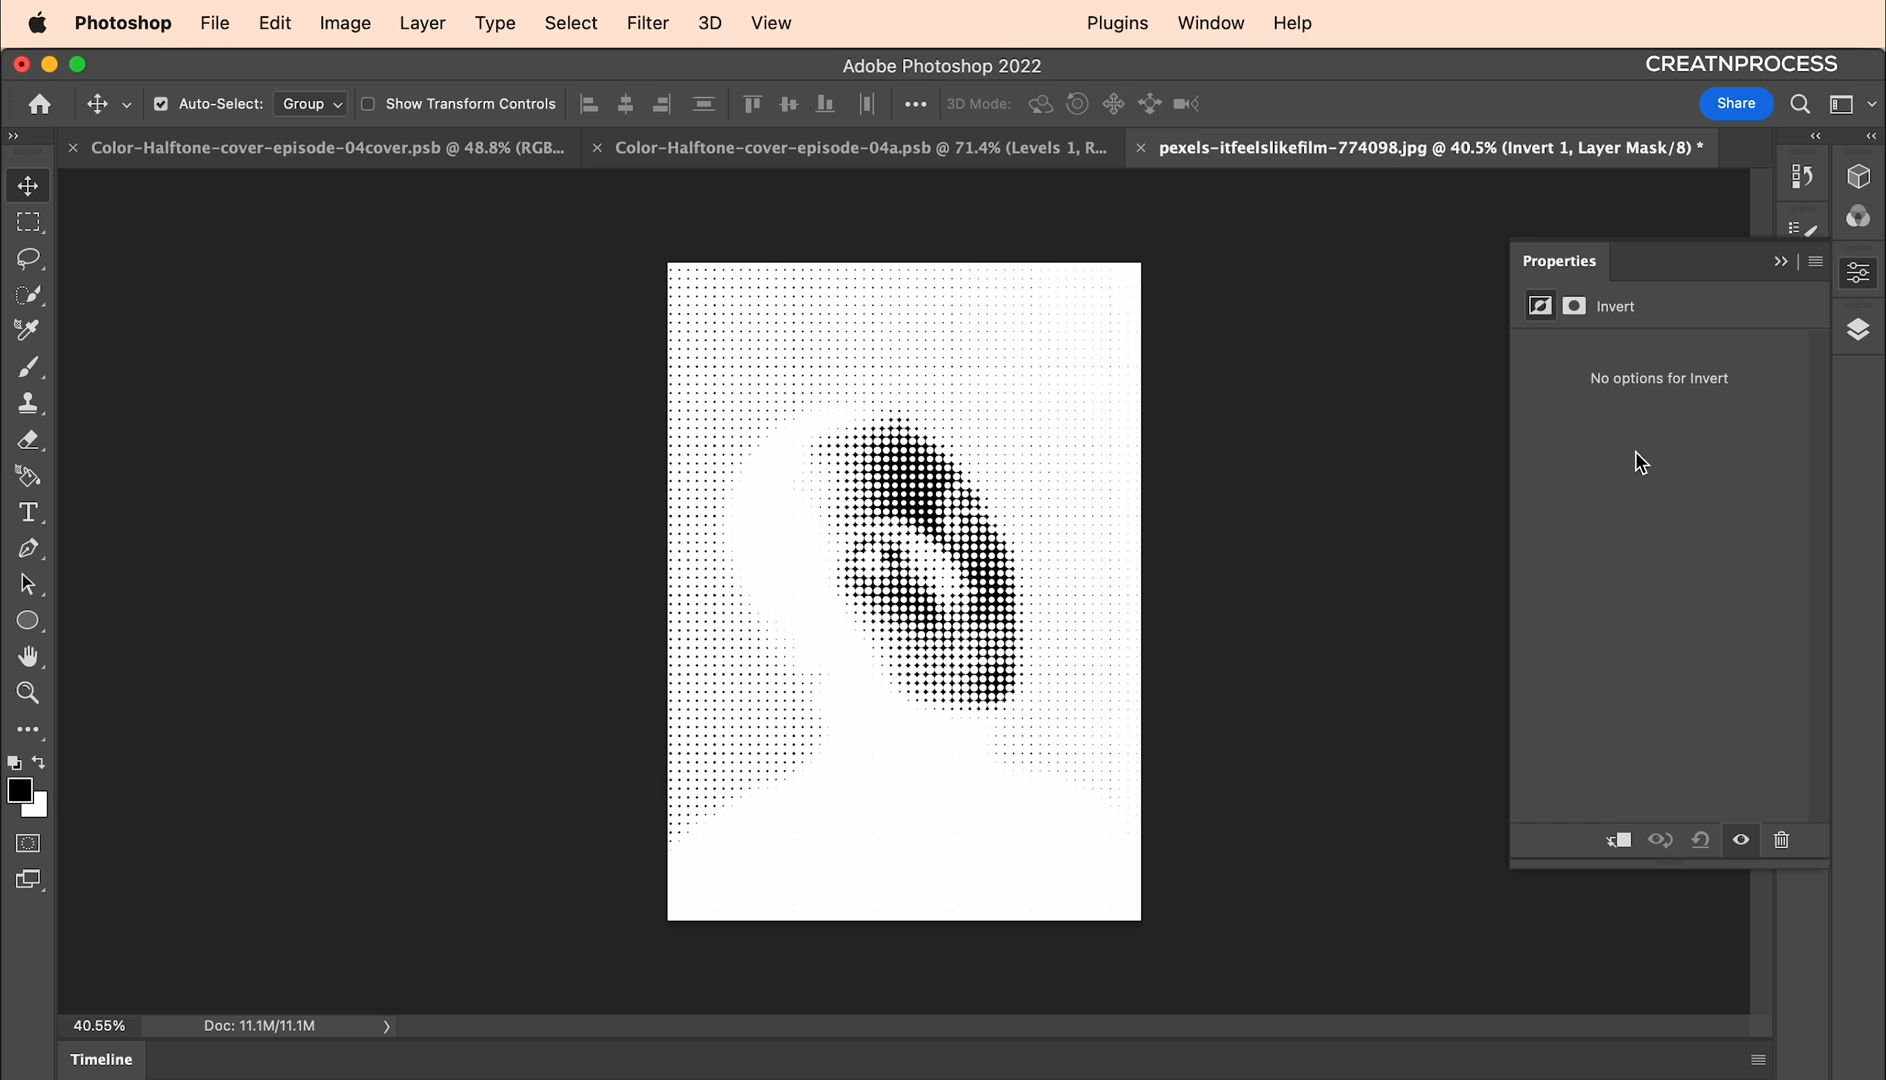 Photoshop File Edit Image Layer Type Select Filter 3D View Plugins Window Help
Adobe Photoshop 2022
CREATNPROCESS
Auto-Select: Group Show Transform Controls 3D Mode: Share
Color-Halftone-cover-episode-04cover.psb @ 48.8% (RGB... Color-Halftone-cover-episode-04a.psb @ 71.4% (Levels 1, R... pexels-itfeelslikefilm-774098.jpg @ 40.5% (Invert 1, Layer Mask/8) *
Properties
Invert
No options for Invert
40.55% Doc: 11.1M/11.1M
Timeline